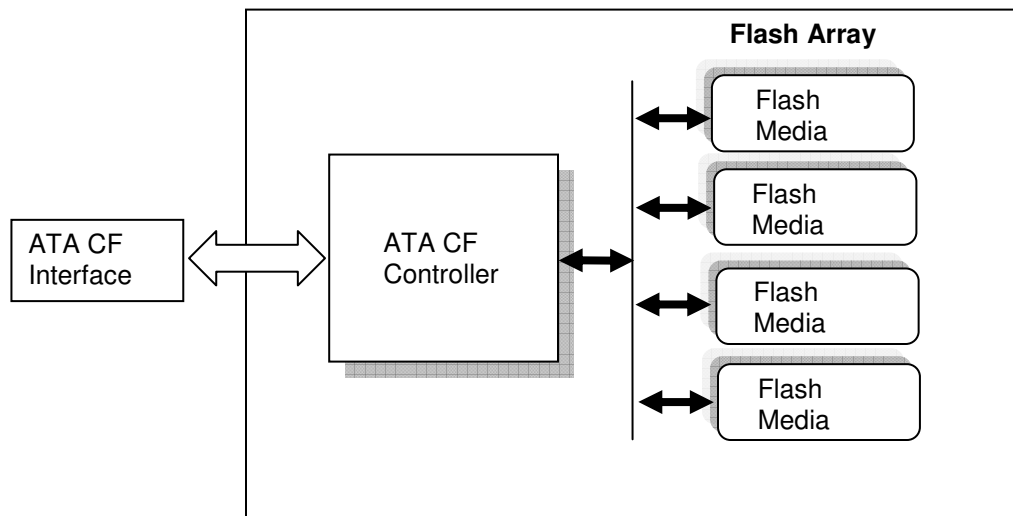 Flash Array
Flash
Media
Flash
Media
ATA CF
Interface
ATA CF
Controller
Flash
Media
Flash
Media